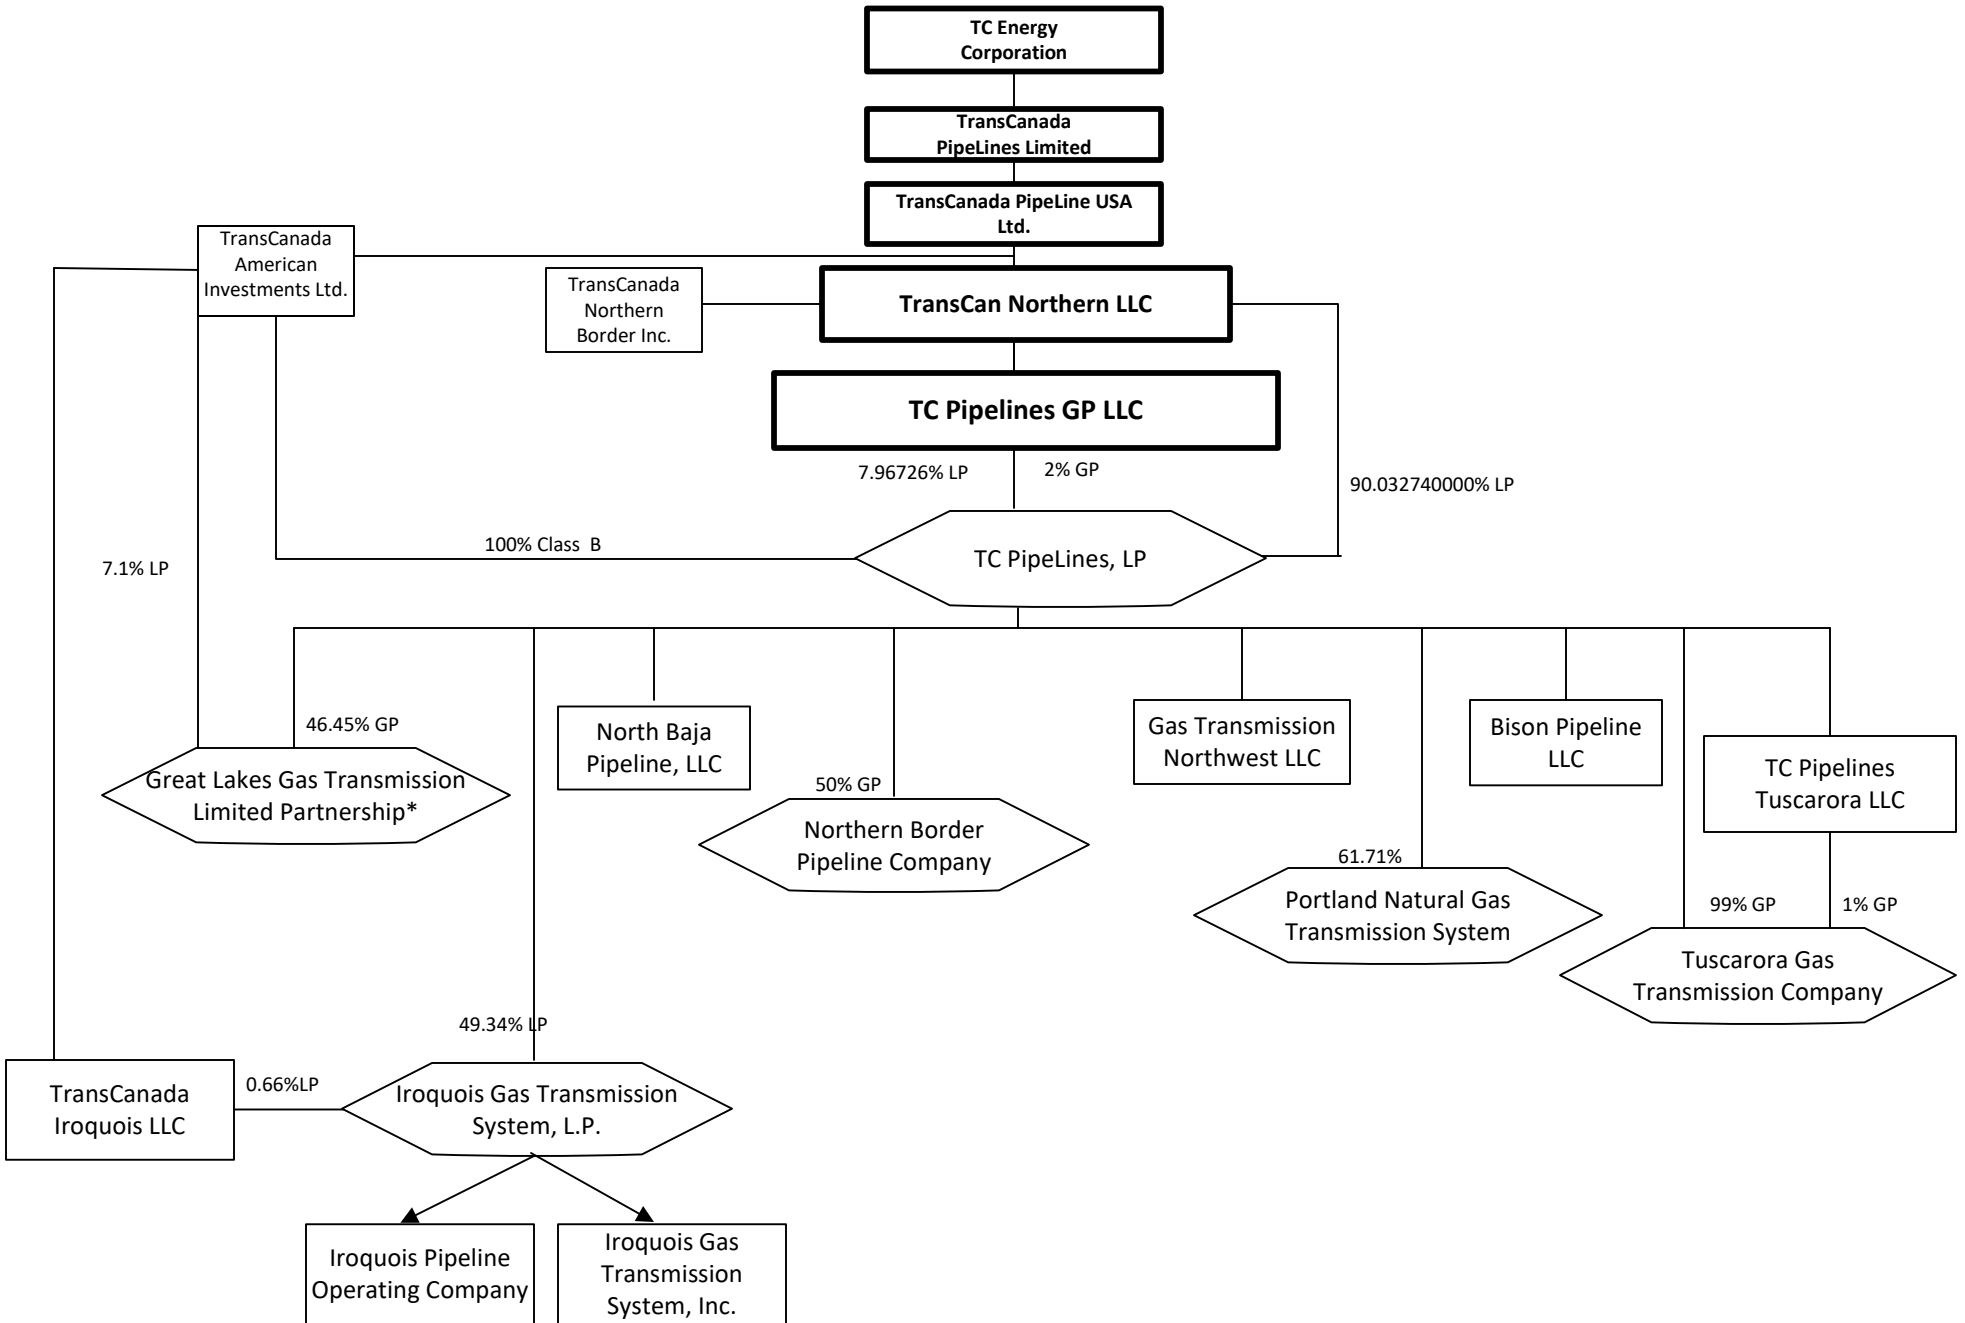 TC Energy
Corporation
TransCanada
PipeLines Limited
TransCanada PipeLine USA
Ltd.
TransCanada
American
Investments Ltd.
TransCanada
Northern
Border Inc.
TransCan Northern LLC
TC Pipelines GP LLC
7.96726% LP
2% GP
90.032740000% LP
100% Class  B
TC PipeLines, LP
7.1% LP
46.45% GP
Great Lakes Gas Transmission
Limited Partnership*
North Baja
Pipeline, LLC
50% GP
Northern Border
Pipeline Company
Gas Transmission
Northwest LLC
Bison Pipeline
LLC
TC Pipelines
Tuscarora LLC
61.71%
Portland Natural Gas
Transmission System
99% GP
1% GP
Tuscarora Gas
Transmission Company
49.34% LP
TransCanada
Iroquois LLC
0.66%LP
Iroquois Gas Transmission
System, L.P.
Iroquois Pipeline
Operating Company
Iroquois Gas
Transmission
System, Inc.